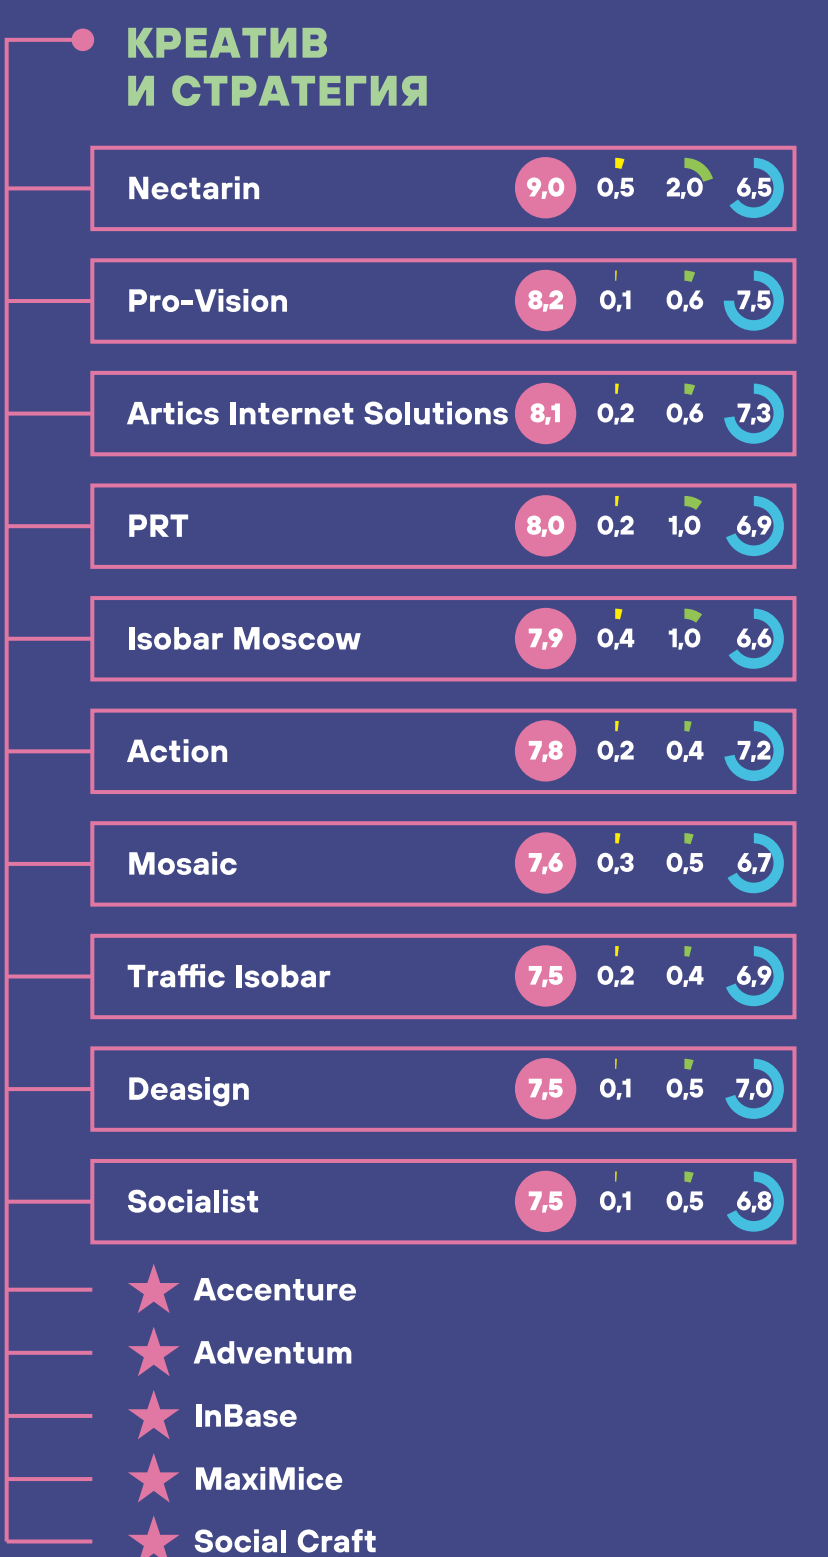 КРЕАТИВ
И СТРАТЕГИЯ
Nectarin 9,0 0,5 2,0 6,5
Pro-Vision 8,2 0,1 0,6 7,5
Artics Internet Solutions 8,1 0,2 0,6 7,3
PRT 8,0 0,2 1,0 6,9
Isobar Moscow 7,9 0,4 1,0 6,6
Action 7,8 0,2 0,4 7,2
Mosaic 7,6 0,3 0,5 6,7
Traffic Isobar 7,5 0,2 0,4 6,9
Deasign 7,5 0,1 0,5 7,0
Socialist 7,5 0,1 0,5 6,8
Accenture
Adventum
InBase
MaxiMice
Social Craft